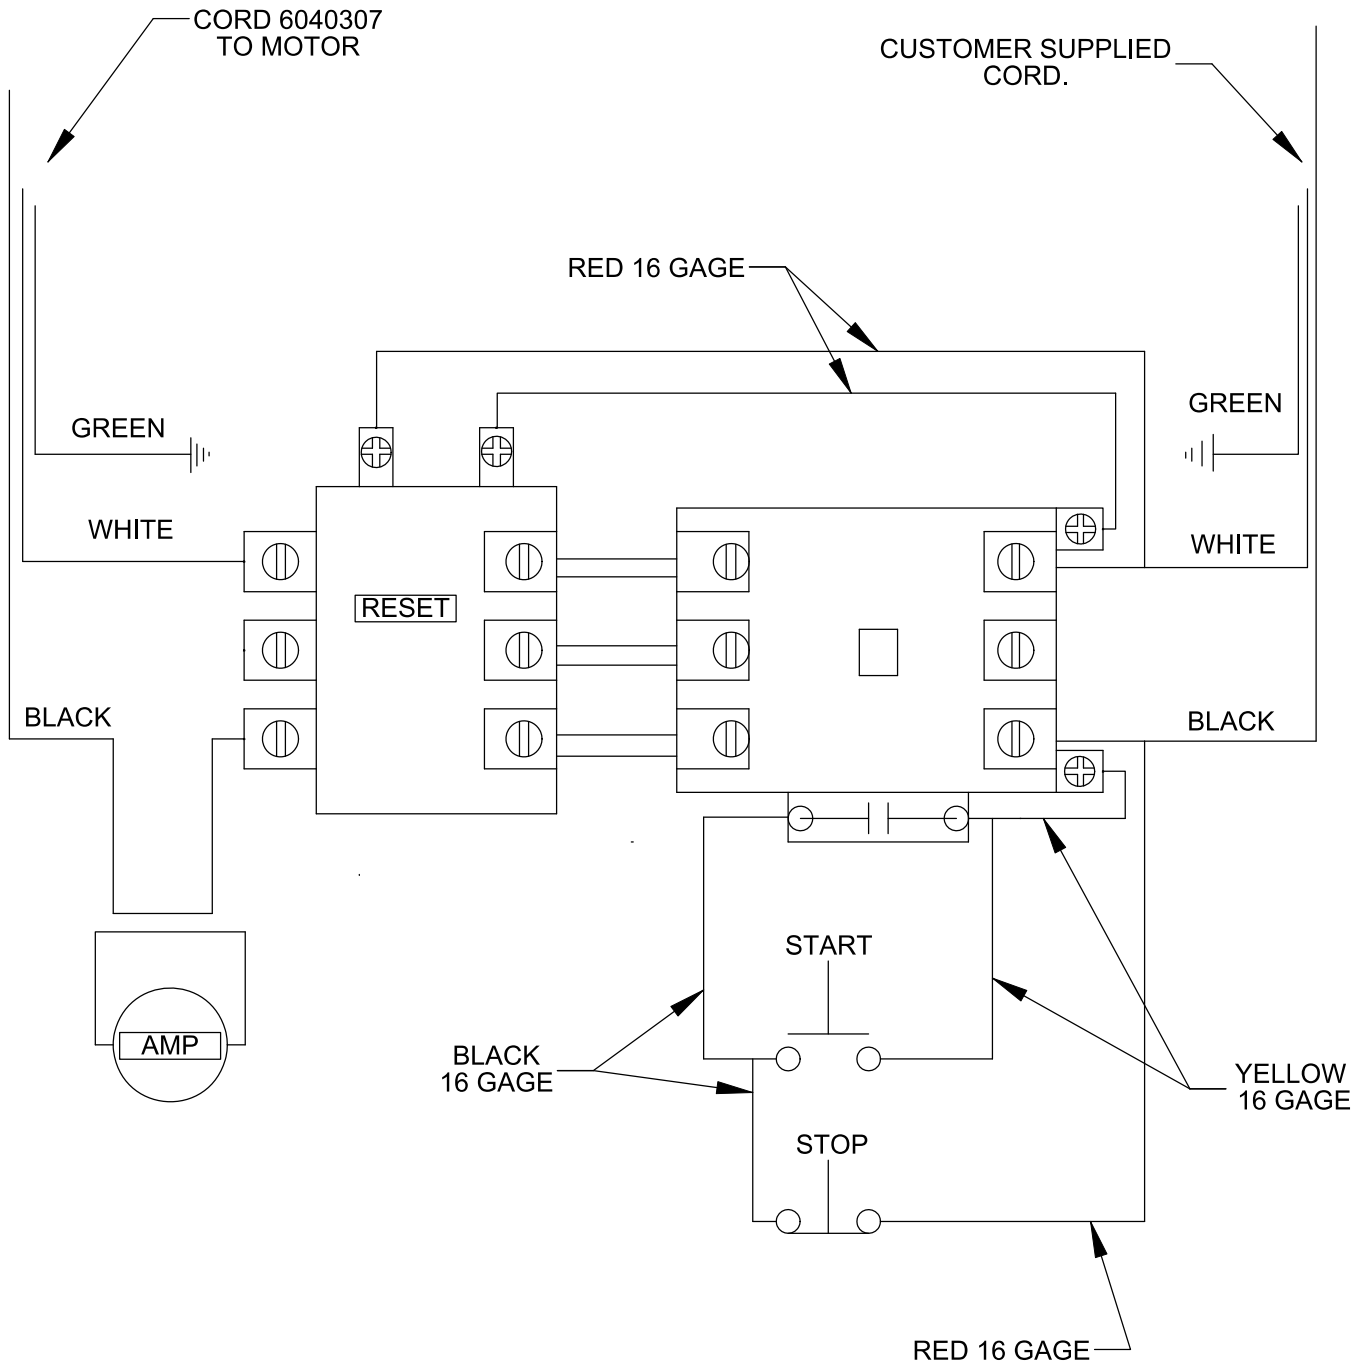 CORD 6040307
TO MOTOR
CUSTOMER SUPPLIED
CORD.
RED 16 GAGE
GREEN
GREEN
WHITE
WHITE
RESET
BLACK
BLACK
START
AMP
BLACK
16 GAGE
YELLOW
16 GAGE
STOP
RED 16 GAGE